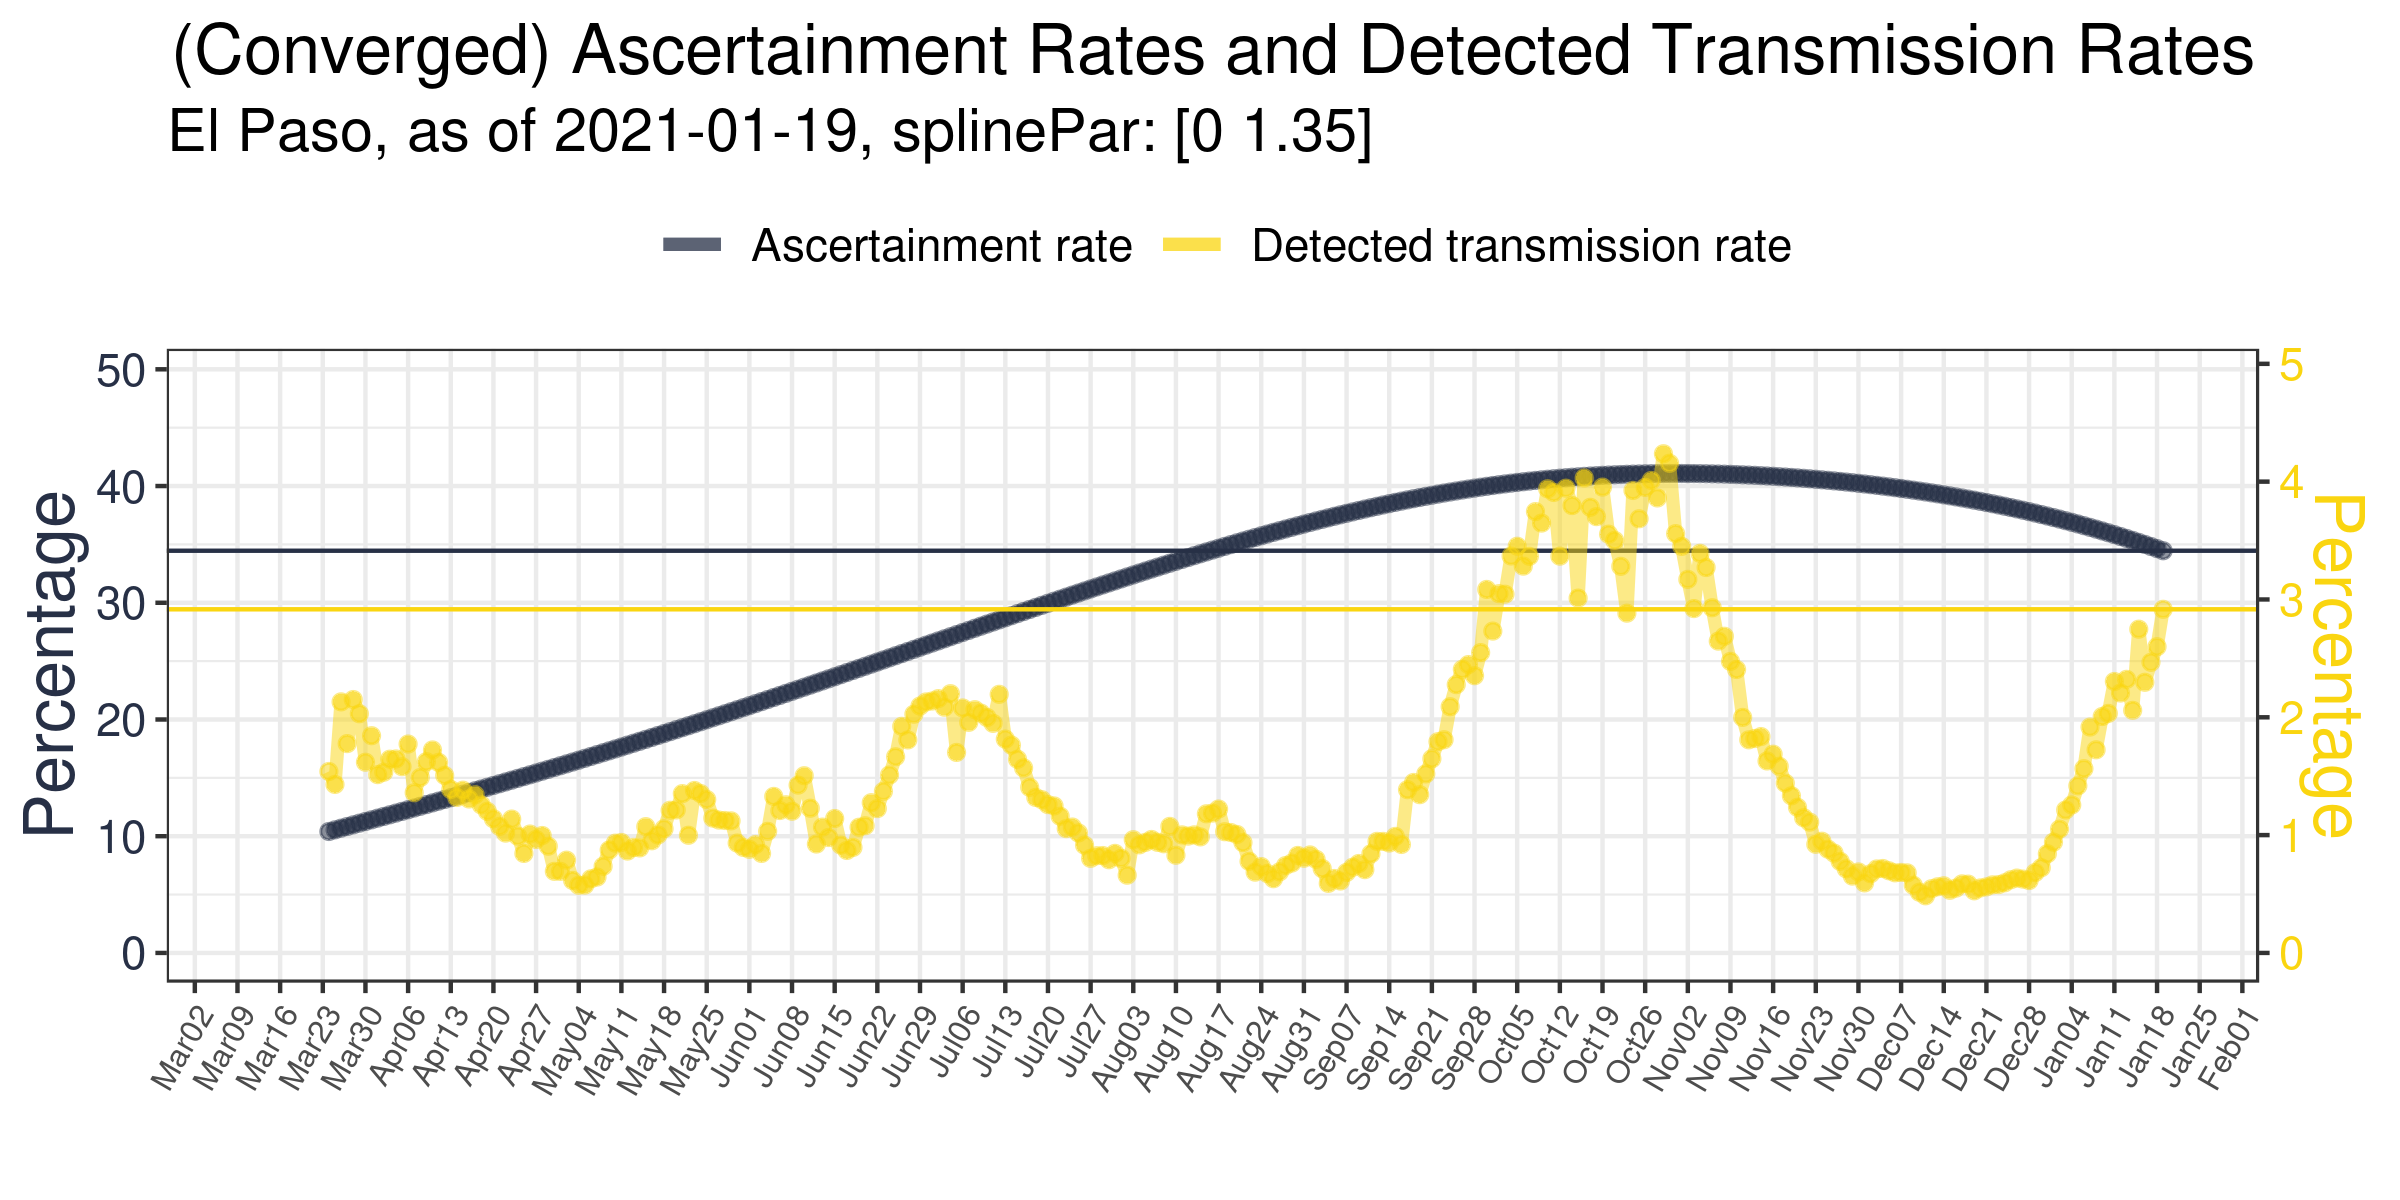 (Converged) Ascertainment Rates and Detected Transmission Rates
El Paso, as of 2021-01-19, splinePar: [0 1.35]
Ascertainment rate
Detected transmission rate
Percentage
50
40
30
20
10
0
5
4
3
2
1
0
Percentage
Mar02
Mar09
Mar16
Mar23
Mar30
Apr06
Apr13
Apr20
Apr27
May04
May11
May18
May25
Jun01
Jun08
Jun15
Jun22
Jun29
Jul06
Jul13
Jul20
Jul27
Aug03
Aug10
Aug17
Aug24
Aug31
Sep07
Sep14
Sep21
Sep28
Oct05
Oct12
Oct19
Oct26
Nov02
Nov09
Nov16
Nov23
Nov30
Dec07
Dec14
Dec21
Dec28
Jan04
Jan11
Jan18
Jan25
Feb01